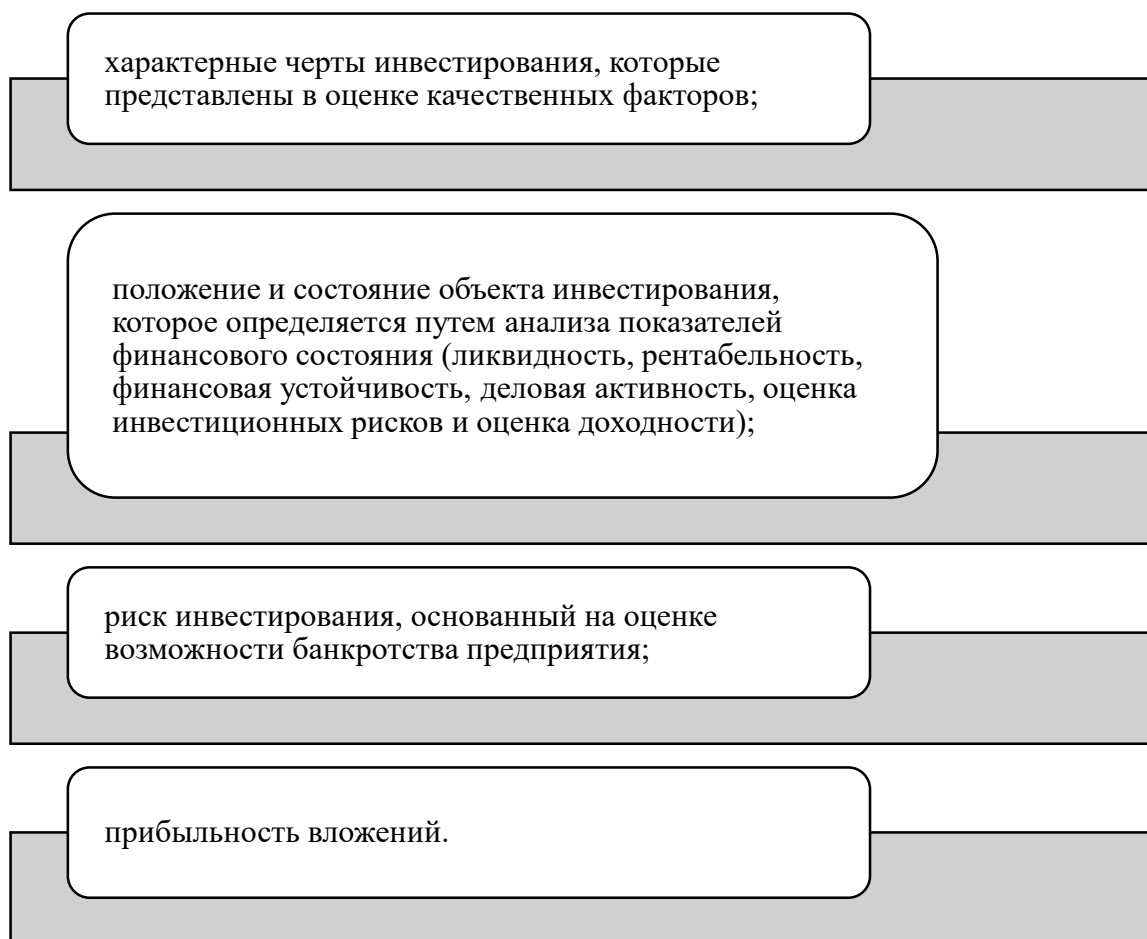 характерные черты инвестирования, которые
представлены в оценке качественных факторов;
положение и состояние объекта инвестирования,
которое определяется путем анализа показателей
финансового состояния (ликвидность, рентабельность,
финансовая устойчивость, деловая активность, оценка
инвестиционных рисков и оценка доходности);
риск инвестирования, основанный на оценке
возможности банкротства предприятия;
прибыльность вложений.